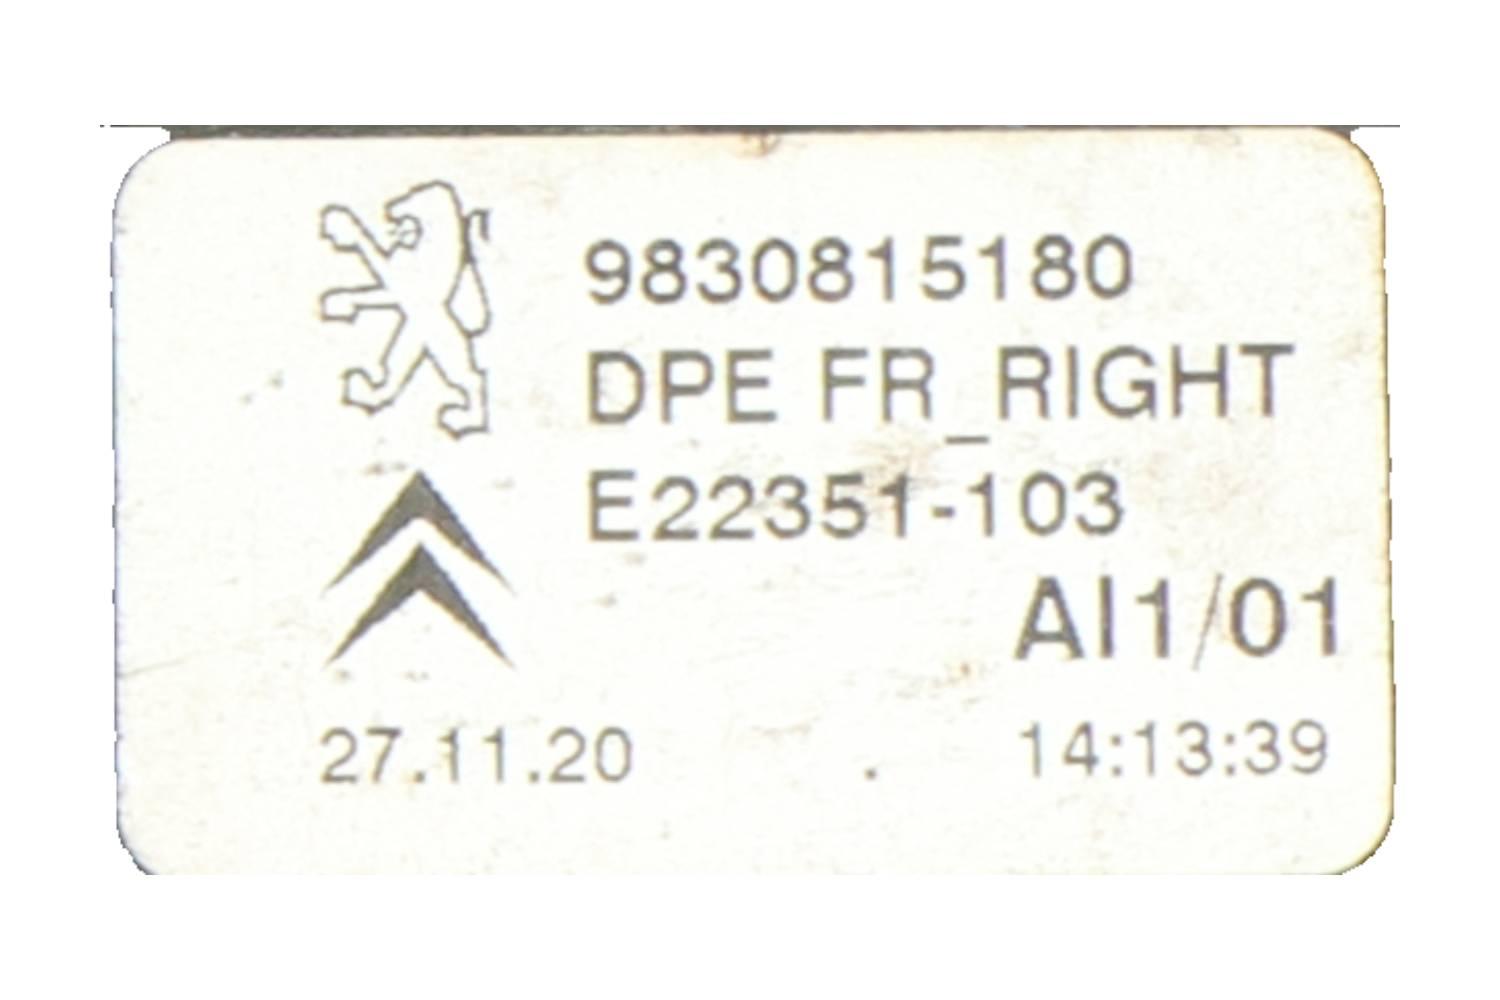 9830815180
DPE FR_RIGHT
E22351-103
AI1/01
27.11.20 14:13:39